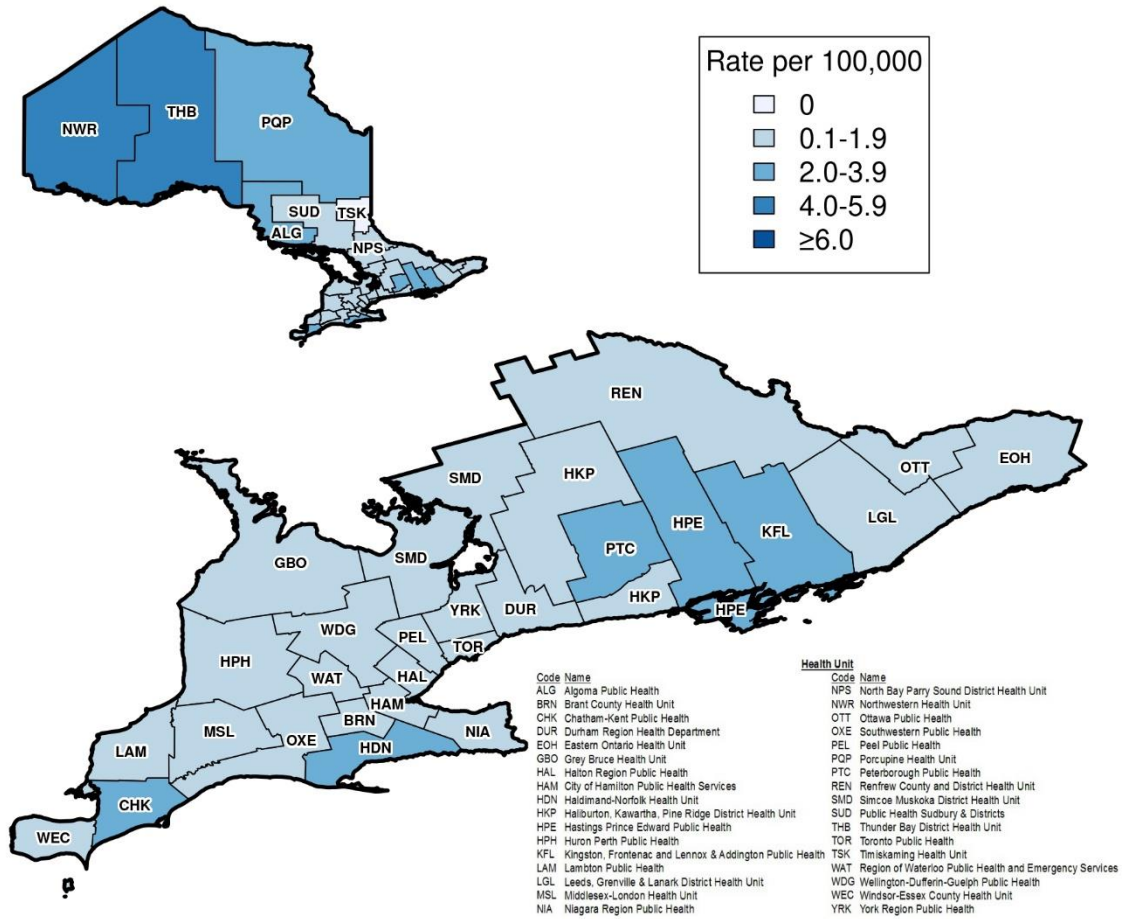 Rate per 100,000
0
0.1-1.9
2.0-3.9
4.0-5.9
≥6.0
NWR
THB
PQP
SUD
TSK
ALG
NPS
REN
SMD
HKP
OTT
EOH
HPE
KFL
LGL
PTC
GBO
SMD
HKP
HPE
YRK
DUR
WDG
PEL
TOR
HPH
WAT
HAL
HAM
BRN
NIA
MSL
OXE
HDN
LAM
CHK
WEC
Health Unit
Code Name
ALG Algoma Public Health
BRN Brant County Health Unit
CHK Chatham-Kent Public Health
DUR Durham Region Health Department
EOH Eastern Ontario Health Unit
GBO Grey Bruce Health Unit
HAL Halton Region Public Health
HAM City of Hamilton Public Health Services
HDN Haldimand-Norfolk Health Unit
HKP Haliburton, Kawartha, Pine Ridge District Health Unit
HPE Hastings Prince Edward Public Health
HPH Huron Perth Public Health
KFL Kingston, Frontenac and Lennox & Addington Public Health
LAM Lambton Public Health
LGL Leeds, Grenville & Lanark District Health Unit
MSL Middlesex-London Health Unit
NIA Niagara Region Public Health
Code Name
NPS North Bay Parry Sound District Health Unit
NWR Northwestern Health Unit
OTT Ottawa Public Health
OXE Southwestern Public Health
PEL Peel Public Health
PQP Porcupine Health Unit
PTC Peterborough Public Health
REN Renfrew County and District Health Unit
SMD Simcoe Muskoka District Health Unit
SUD Public Health Sudbury & Districts
THB Thunder Bay District Health Unit
TOR Toronto Public Health
TSK Timiskaming Health Unit
WAT Region of Waterloo Public Health and Emergency Services
WDG Wellington-Dufferin-Guelph Public Health
WEC Windsor-Essex County Health Unit
YRK York Region Public Health